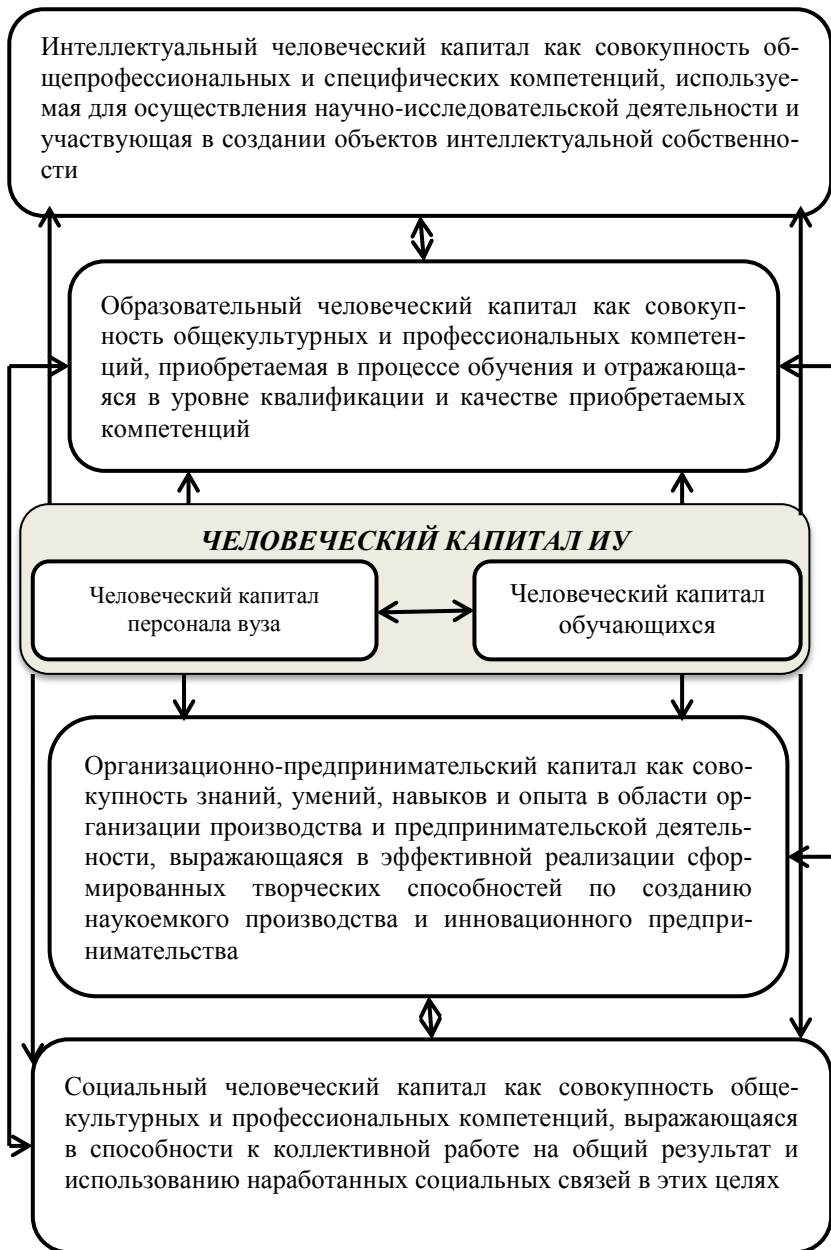 Интеллектуальный человеческий капитал как совокупность об-
щепрофессиональных и специфических компетенций, используе-
мая для осуществления научно-исследовательской деятельности и
участвующая в создании объектов интеллектуальной собственно-
сти
Образовательный человеческий капитал как совокуп-
ность общекультурных и профессиональных компетен-
ций, приобретаемая в процессе обучения и отражающа-
яся в уровне квалификации и качестве приобретаемых
компетенций
ЧЕЛОВЕЧЕСКИЙ КАПИТАЛ ИУ
Человеческий капитал
персонала вуза
Человеческий капитал
обучающихся
Организационно-предпринимательский капитал как сово-
купность знаний, умений, навыков и опыта в области ор-
ганизации производства и предпринимательской деятель-
ности, выражающаяся в эффективной реализации сфор-
мированных творческих способностей по созданию
наукоемкого производства и инновационного предпри-
нимательства
Социальный человеческий капитал как совокупность обще-
культурных и профессиональных компетенций, выражающаяся
в способности к коллективной работе на общий результат и
использованию наработанных социальных связей в этих целях